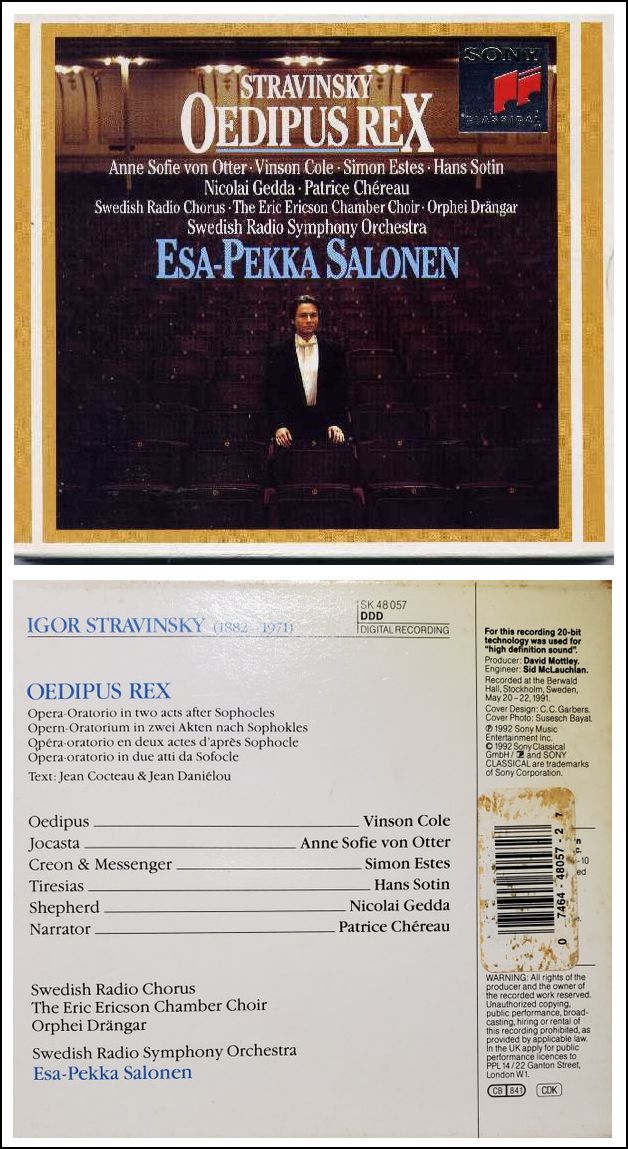 SONY
CLASSICAL
STRAVINSKY
OEDIPUS REX
Anne Sofie von Otter · Vinson Cole · Simon Estes · Hans Sotin
Nicolai Gedda · Patrice Chéreau
Swedish Radio Chorus · The Eric Ericson Chamber Choir · Orphei Drängar
Swedish Radio Symphony Orchestra
ESA-PEKKA SALONEN
IGOR STRAVINSKY (1882–1971)
SK 48 057
DDD
DIGITAL RECORDING
OEDIPUS REX
Opera-Oratorio in two acts after Sophocles
Opern-Oratorium in zwei Akten nach Sophokles
Opéra-oratorio en deux actes d'après Sophocle
Opera-oratorio in due atti da Sofocle
Text: Jean Cocteau & Jean Daniélou
Oedipus Vinson Cole
Jocasta Anne Sofie von Otter
Creon & Messenger Simon Estes
Tiresias Hans Sotin
Shepherd Nicolai Gedda
Narrator Patrice Chéreau
Swedish Radio Chorus
The Eric Ericson Chamber Choir
Orphei Drängar
Swedish Radio Symphony Orchestra
Esa-Pekka Salonen
For this recording 20-bit
technology was used for
"high definition sound".
Producer: David Mottley.
Engineer: Sid McLauchlan.
Recorded at the Berwald
Hall, Stockholm, Sweden,
May 20–22, 1991.
Cover Design: C. C. Garbers.
Cover Photo: Susesch Bayat.
℗ 1992 Sony Music
Entertainment Inc.
© 1992 Sony Classical
GmbH / and SONY
CLASSICAL are trademarks
of Sony Corporation.
0 7464-48057-2 7
-10
ed
WARNING: All rights of the
producer and the owner of
the recorded work reserved.
Unauthorized copying,
public performance, broad-
casting, hiring or rental of
this recording prohibited, as
provided by applicable law.
In the UK apply for public
performance licences to
PPL 14/22 Ganton Street,
London W1.
CB 841 CDK